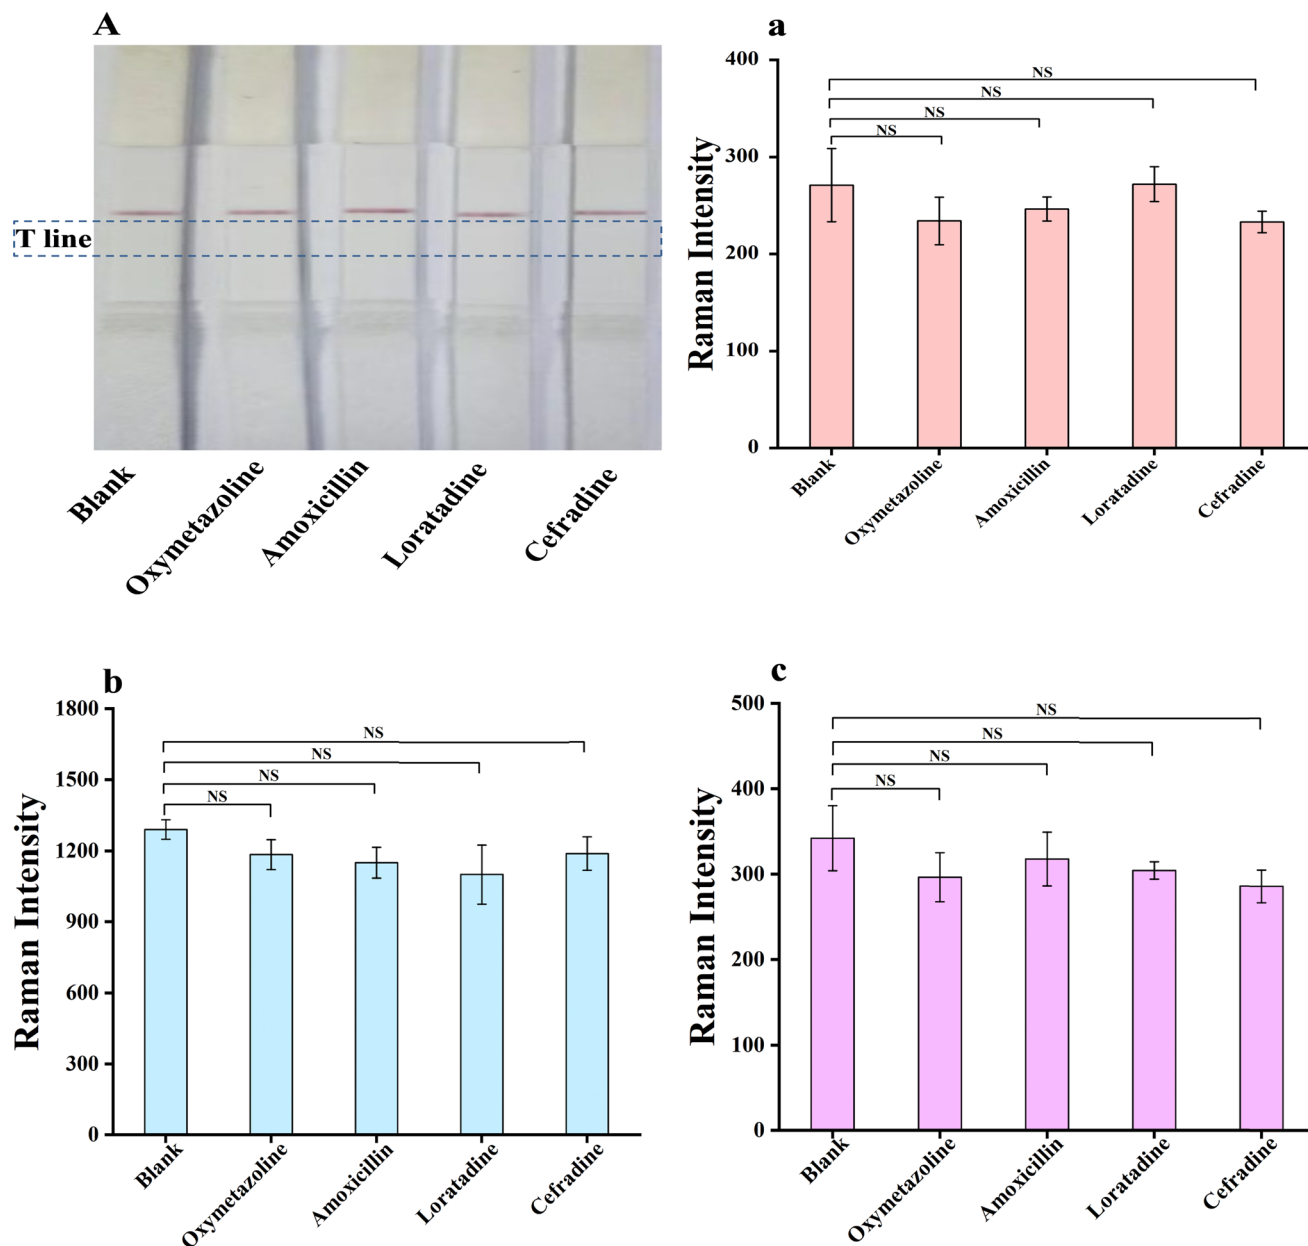 A
T line
Blank
Oxymetazoline
Amoxicillin
Loratadine
Cefradine
a
400
300
200
100
0
Raman Intensity
NS
NS
NS
NS
Blank
Oxymetazoline
Amoxicillin
Loratadine
Cefradine
b
1800
1500
1200
900
600
300
0
Raman Intensity
NS
NS
NS
NS
Blank
Oxymetazoline
Amoxicillin
Loratadine
Cefradine
c
500
400
300
200
100
0
Raman Intensity
NS
NS
NS
NS
Blank
Oxymetazoline
Amoxicillin
Loratadine
Cefradine